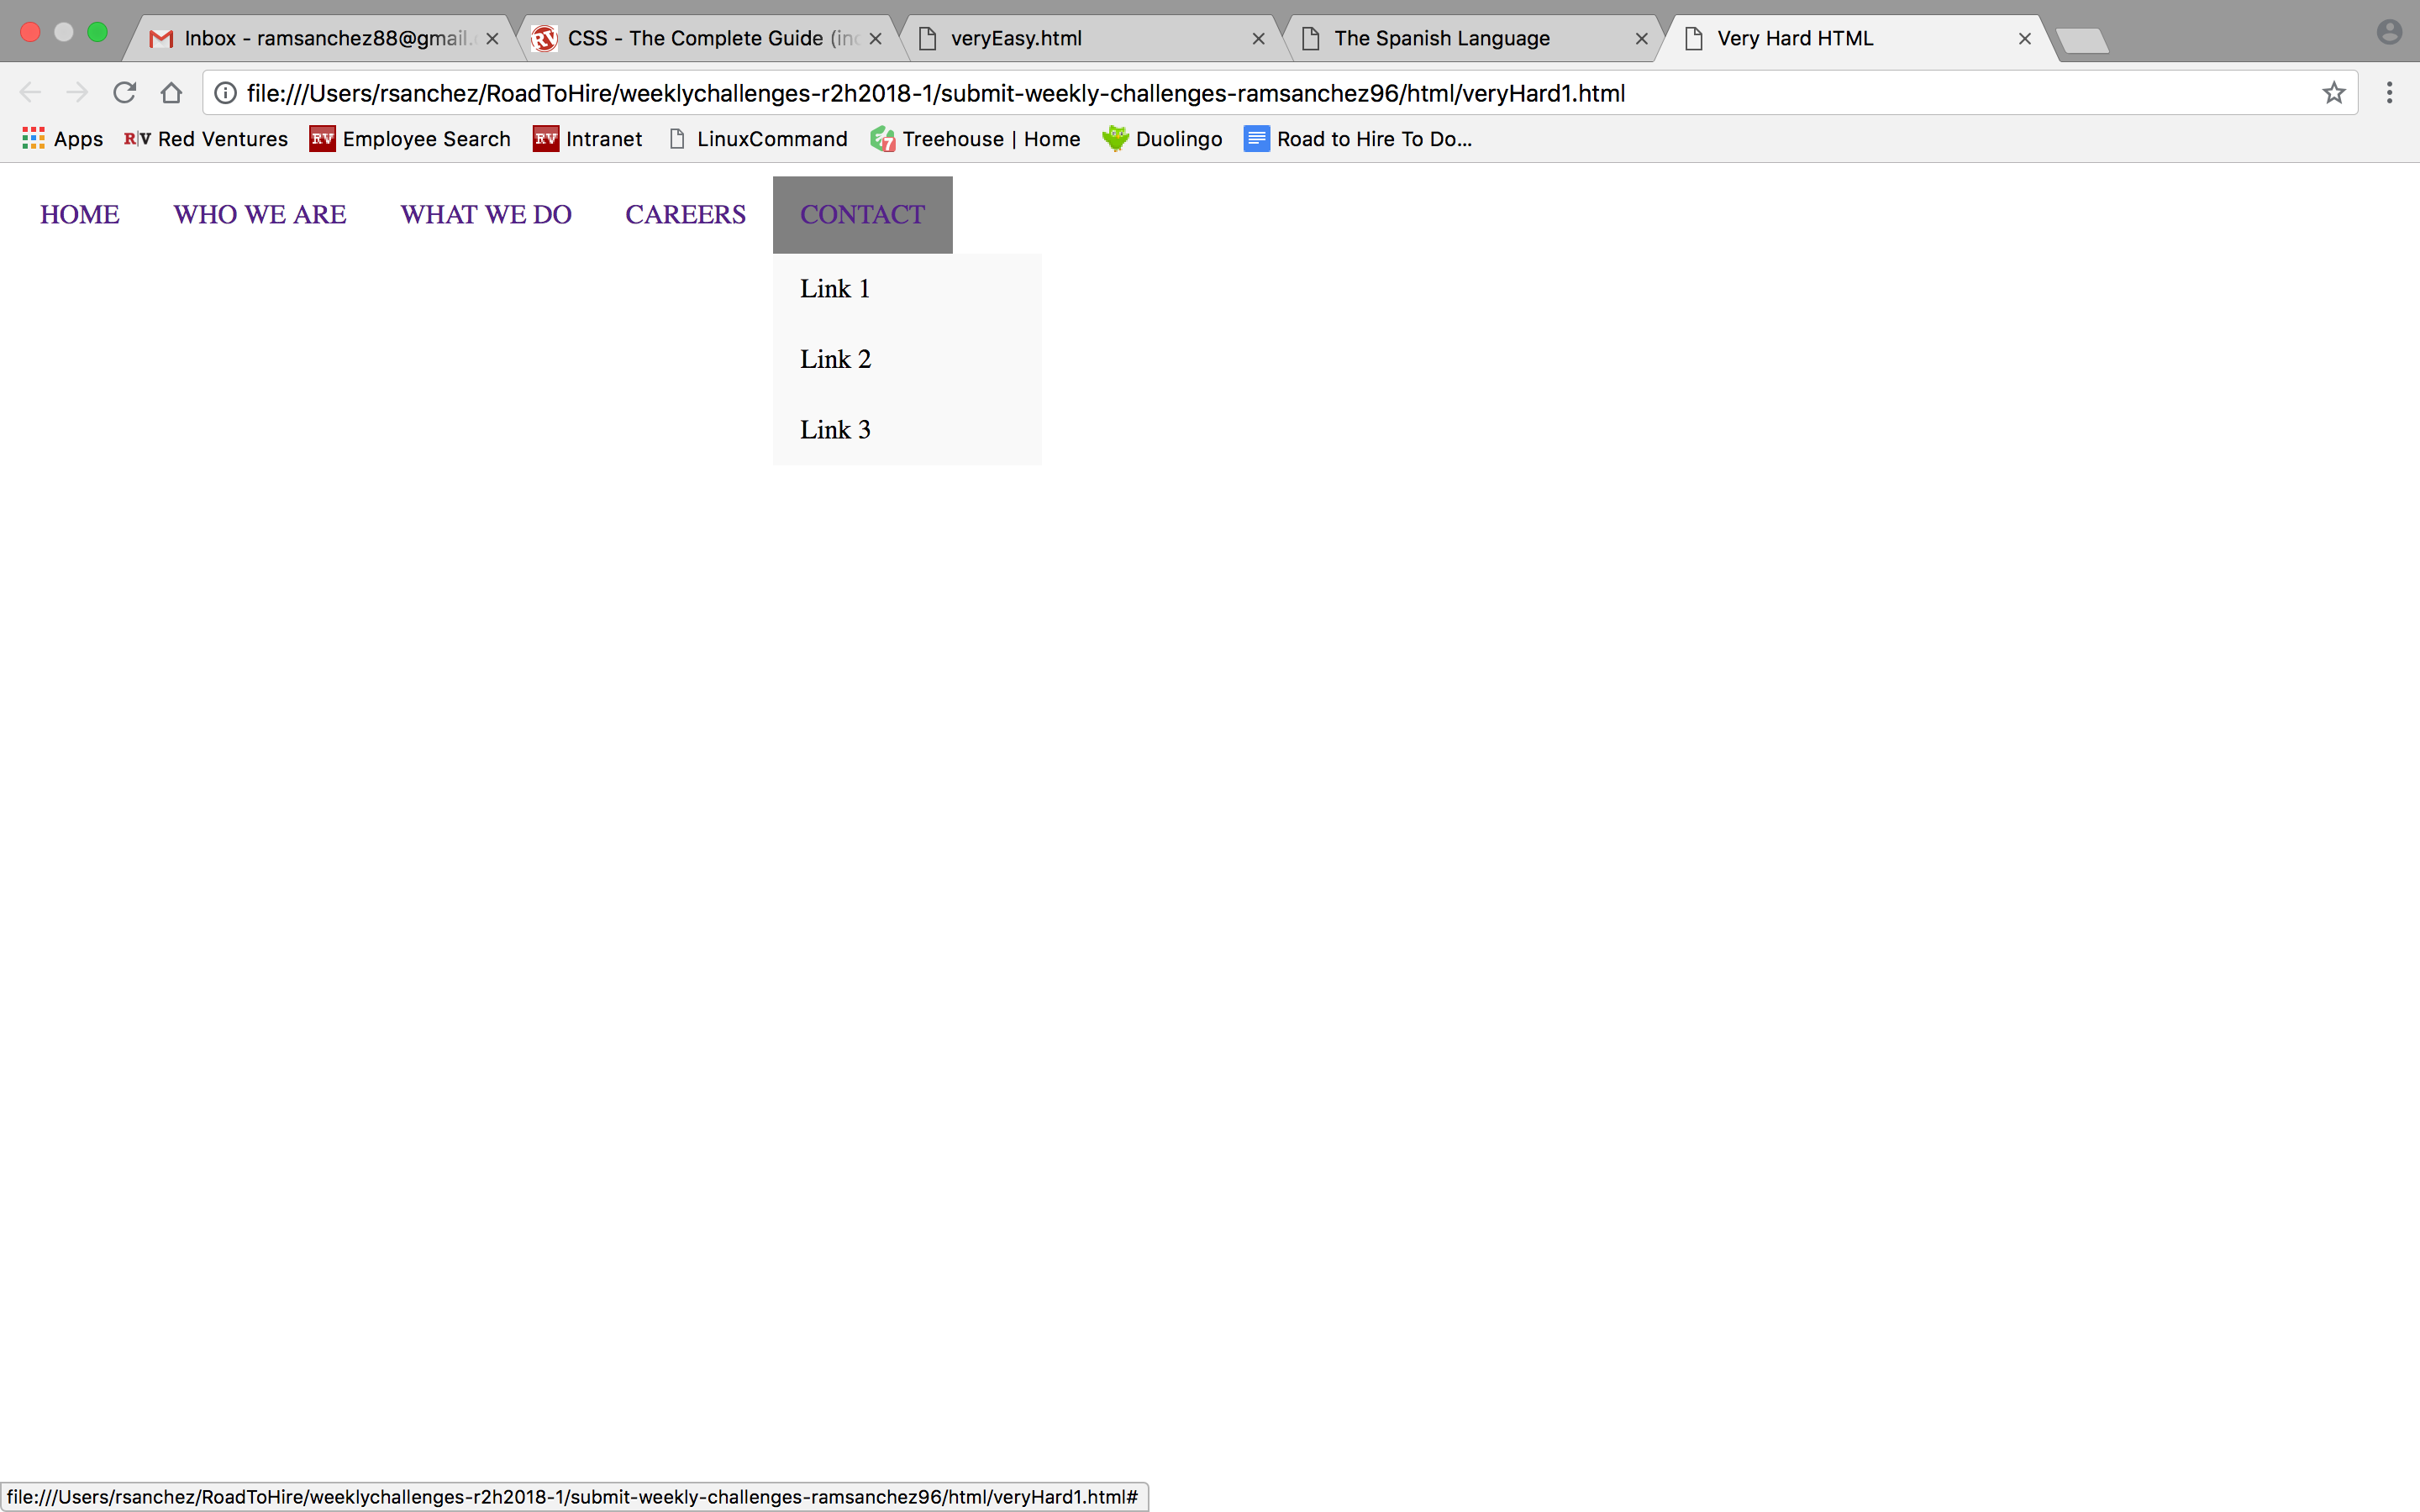 Inbox - ramsanchez88@gmail. CSS - The Complete Guide (inc veryEasy.html The Spanish Language Very Hard HTML
file:///Users/rsanchez/RoadToHire/weeklychallenges-r2h2018-1/submit-weekly-challenges-ramsanchez96/html/veryHard1.html
Apps R|V Red Ventures RV Employee Search RV Intranet LinuxCommand Treehouse | Home Duolingo Road to Hire To Do...
HOME WHO WE ARE WHAT WE DO CAREERS CONTACT
Link 1
Link 2
Link 3
file:///Users/rsanchez/RoadToHire/weeklychallenges-r2h2018-1/submit-weekly-challenges-ramsanchez96/html/veryHard1.html#